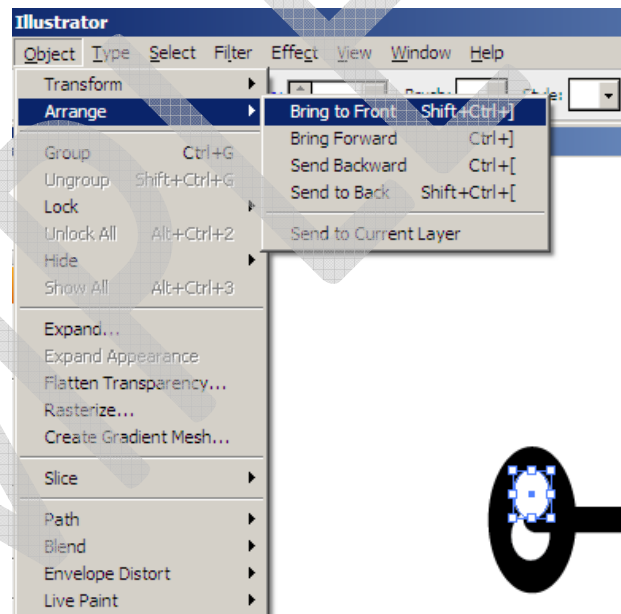 Illustrator
Object Type Select Filter Effect View Window Help
Transform
Brush: Style:
Arrange
Bring to Front Shift+Ctrl+]
Bring Forward Ctrl+]
Send Backward Ctrl+[
Send to Back Shift+Ctrl+[
Send to Current Layer
Group Ctrl+G
Ungroup Shift+Ctrl+G
Lock
Unlock All Alt+Ctrl+2
Hide
Show All Alt+Ctrl+3
Expand...
Expand Appearance
Flatten Transparency...
Rasterize...
Create Gradient Mesh...
Slice
Path
Blend
Envelope Distort
Live Paint